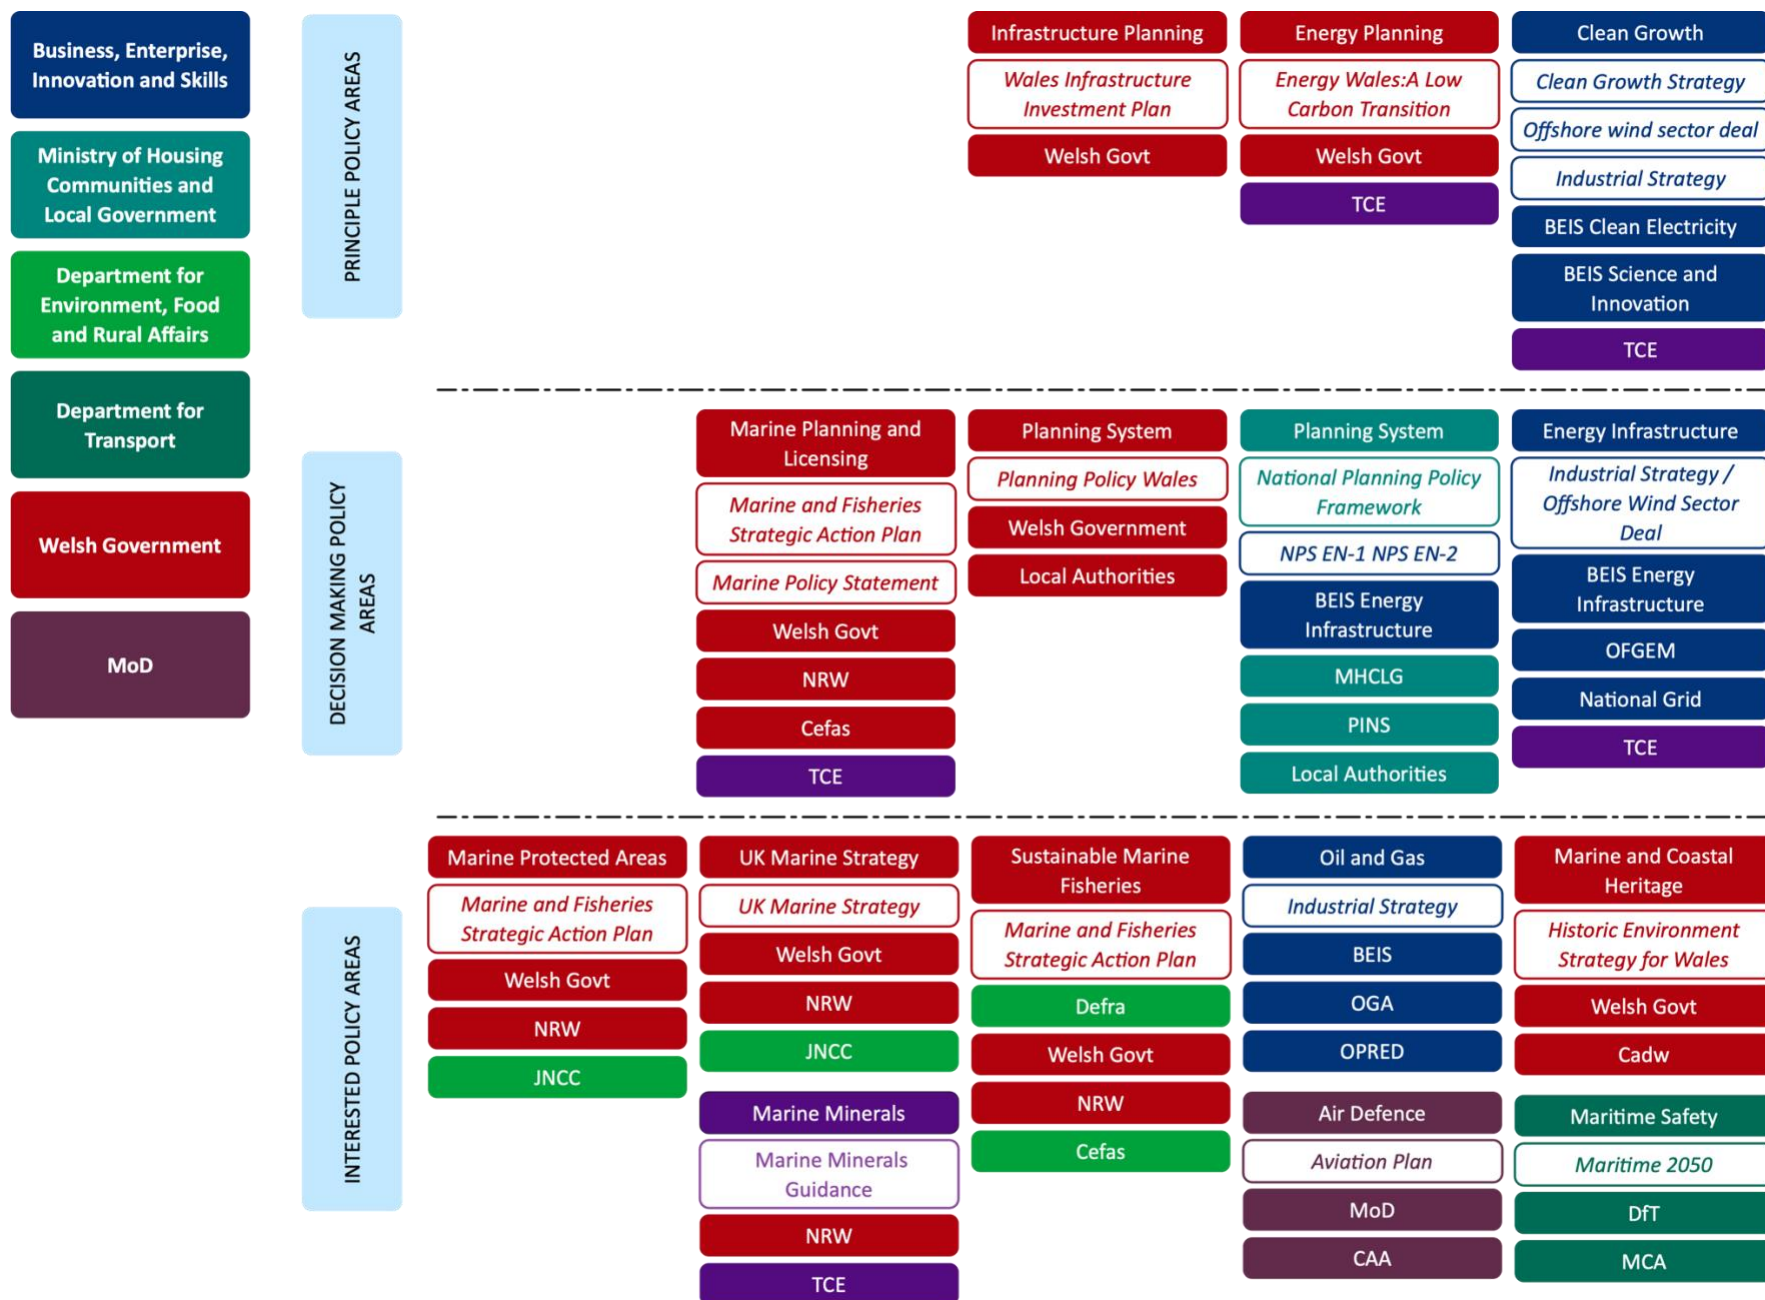 Business, Enterprise,
Innovation and Skills
Ministry of Housing
Communities and
Local Government
Department for
Environment, Food
and Rural Affairs
Department for
Transport
Welsh Government
MoD
PRINCIPLE POLICY AREAS
Infrastructure Planning
Wales Infrastructure
Investment Plan
Welsh Govt
Energy Planning
Energy Wales:A Low
Carbon Transition
Welsh Govt
TCE
Clean Growth
Clean Growth Strategy
Offshore wind sector deal
Industrial Strategy
BEIS Clean Electricity
BEIS Science and
Innovation
TCE
DECISION MAKING POLICY
AREAS
Marine Planning and
Licensing
Marine and Fisheries
Strategic Action Plan
Marine Policy Statement
Welsh Govt
NRW
Cefas
TCE
Planning System
Planning Policy Wales
Welsh Government
Local Authorities
Planning System
National Planning Policy
Framework
NPS EN-1 NPS EN-2
BEIS Energy
Infrastructure
MHCLG
PINS
Local Authorities
Energy Infrastructure
Industrial Strategy /
Offshore Wind Sector
Deal
BEIS Energy
Infrastructure
OFGEM
National Grid
TCE
INTERESTED POLICY AREAS
Marine Protected Areas
Marine and Fisheries
Strategic Action Plan
Welsh Govt
NRW
JNCC
UK Marine Strategy
UK Marine Strategy
Welsh Govt
NRW
JNCC
Marine Minerals
Marine Minerals
Guidance
NRW
TCE
Sustainable Marine
Fisheries
Marine and Fisheries
Strategic Action Plan
Defra
Welsh Govt
NRW
Cefas
Oil and Gas
Industrial Strategy
BEIS
OGA
OPRED
Air Defence
Aviation Plan
MoD
CAA
Marine and Coastal
Heritage
Historic Environment
Strategy for Wales
Welsh Govt
Cadw
Maritime Safety
Maritime 2050
DfT
MCA